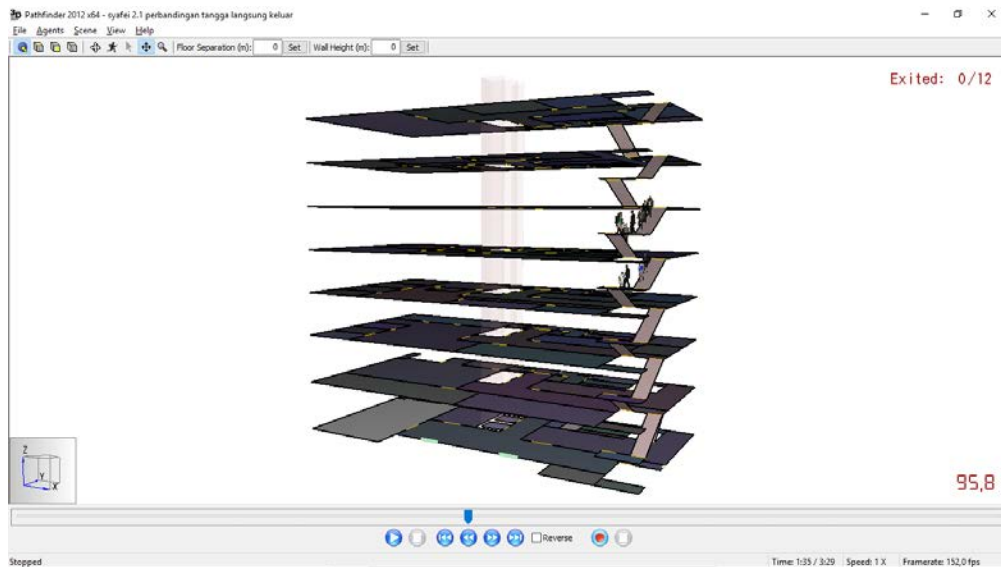 Pathfinder 2012 x64 - syafei 2.1 perbandingan tangga langsung keluar
File Agents Scene View Help
Floor Separation (m): 0 Set Wall Height (m): 0 Set
Exited: 0/12
Z
Y
X
95,8
Reverse
Stopped Time: 1:35 / 3:29 Speed: 1 X Framerate: 152,0 fps